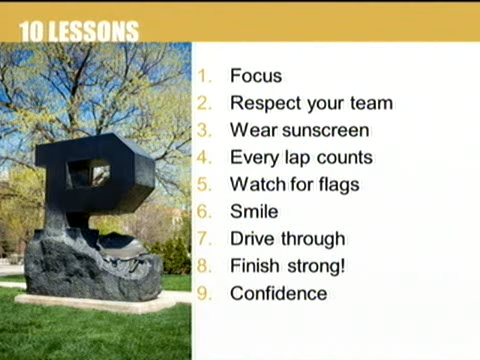 10 LESSONS
1. Focus
2. Respect your team
3. Wear sunscreen
4. Every lap counts
5. Watch for flags
6. Smile
7. Drive through
8. Finish strong!
9. Confidence